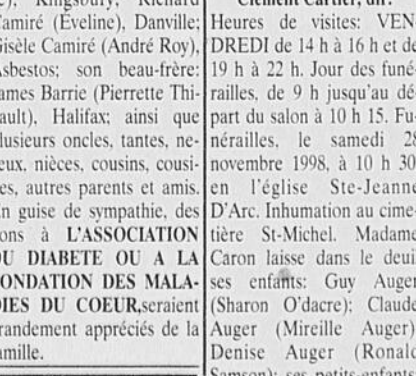 Kingsbury; Richard
Camiré (Eveline), Danville;
Gisèle Camiré (André Roy),
Asbestos; son beau-frère:
James Barrie (Pierrette Thi-
ault), Halifax; ainsi que
plusieurs oncles, tantes, ne-
veux, nièces, cousins, cousi-
nes, autres parents et amis.
En guise de sympathie, des
dons à L'ASSOCIATION
DU DIABETE OU A LA
FONDATION DES MALA-
DIES DU COEUR,seraient
grandement appréciés de la
famille.
Clément Cartier, dir.
Heures de visites: VEN-
DREDI de 14 h à 16 h et de
19 h à 22 h. Jour des funé-
railles, de 9 h jusqu'au dé-
part du salon à 10 h 15. Fu-
nérailles, le samedi 28
novembre 1998, à 10 h 30
en l'église Ste-Jeanne
D'Arc. Inhumation au cime-
tière St-Michel. Madame
Caron laisse dans le deuil
ses enfants: Guy Auger
(Sharon O'dacre); Claude
Auger (Mireille Auger)
Denise Auger (Ronald
Samson); ses petits-enfants